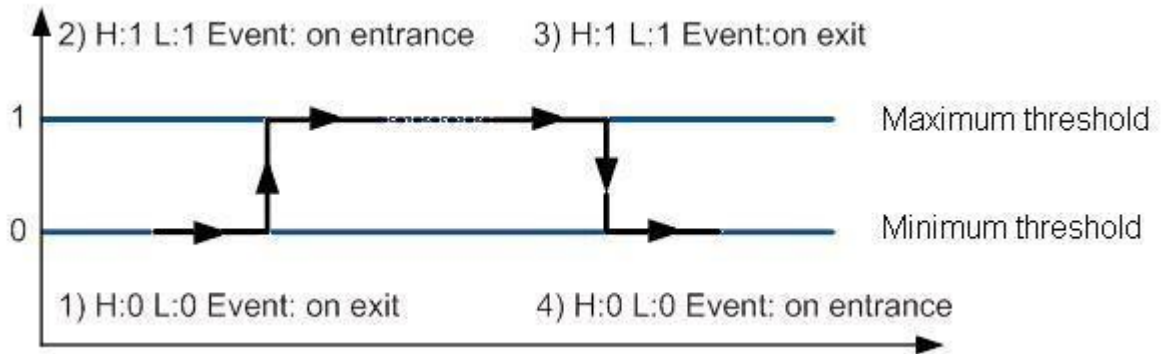 2) H:1 L:1 Event: on entrance
3) H:1 L:1 Event:on exit
1
Maximum threshold
0
Minimum threshold
1) H:0 L:0 Event: on exit
4) H:0 L:0 Event: on entrance